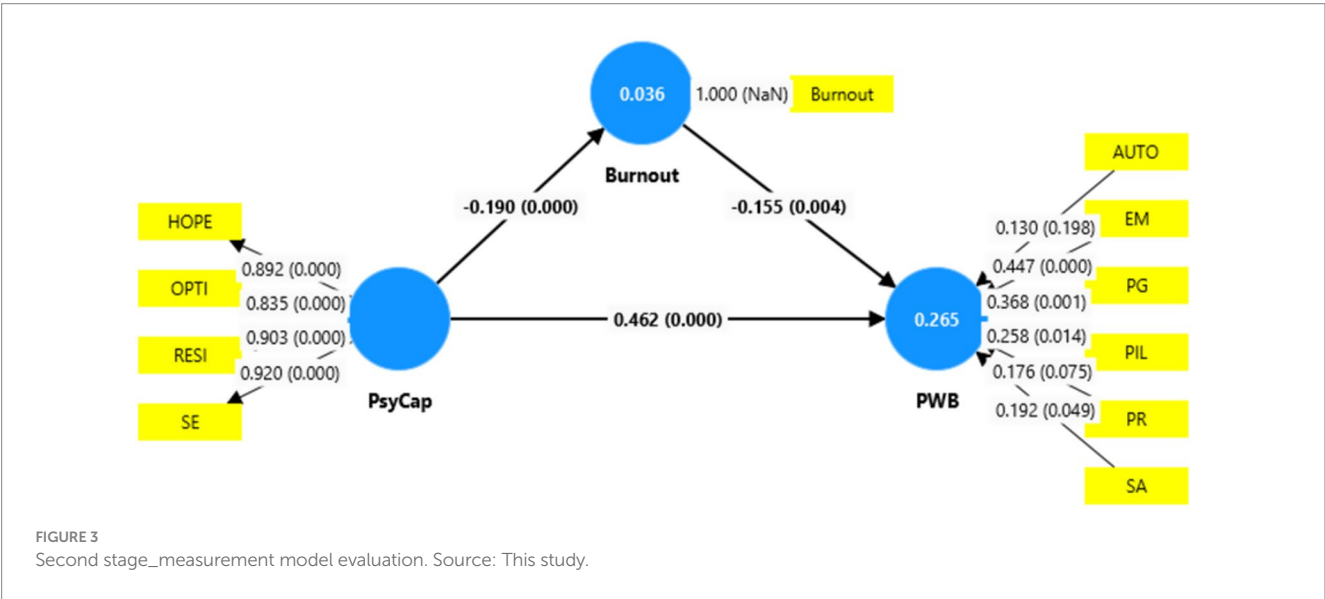 0.036
1.000 (NaN)
Burnout
Burnout
-0.190 (0.000)
-0.155 (0.004)
HOPE
OPTI
RESI
SE
0.892 (0.000)
0.835 (0.000)
0.903 (0.000)
0.920 (0.000)
PsyCap
0.462 (0.000)
0.265
PWB
0.130 (0.198)
0.447 (0.000)
0.368 (0.001)
0.258 (0.014)
0.176 (0.075)
0.192 (0.049)
AUTO
EM
PG
PIL
PR
SA
FIGURE 3
Second stage_measurement model evaluation. Source: This study.